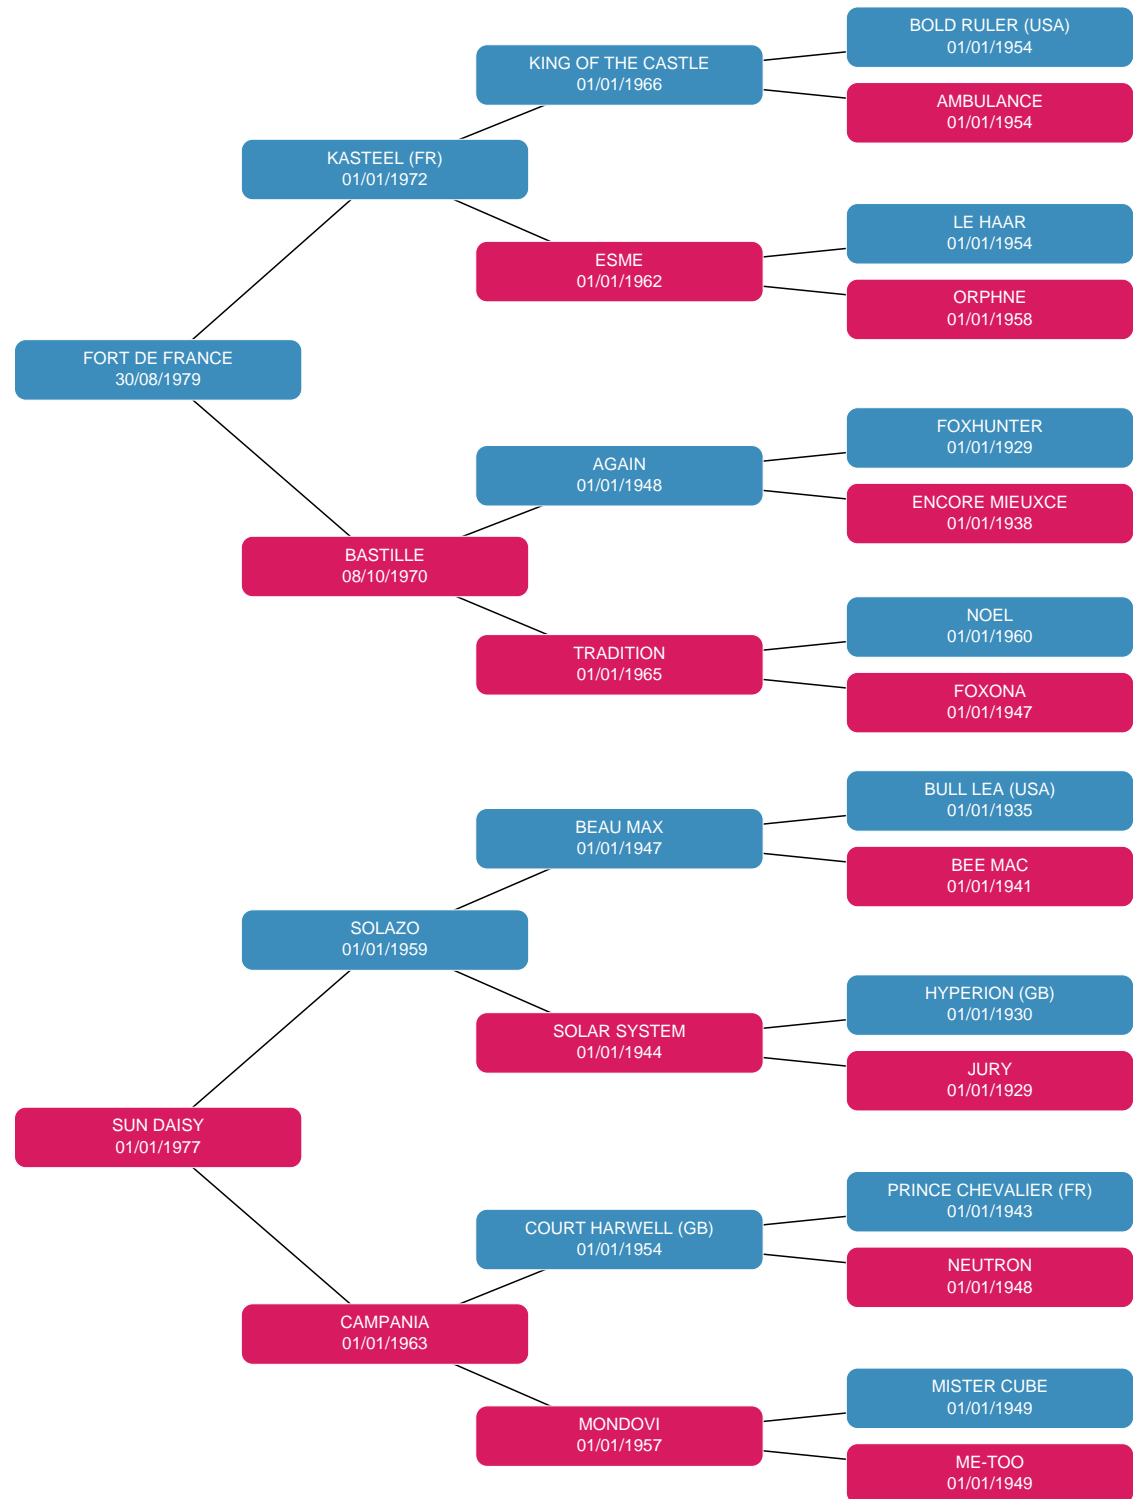 BOLD RULER (USA)
01/01/1954
KING OF THE CASTLE
01/01/1966
AMBULANCE
01/01/1954
KASTEEL (FR)
01/01/1972
LE HAAR
01/01/1954
ESME
01/01/1962
ORPHNE
01/01/1958
FORT DE FRANCE
30/08/1979
FOXHUNTER
01/01/1929
AGAIN
01/01/1948
ENCORE MIEUXCE
01/01/1938
BASTILLE
08/10/1970
NOEL
01/01/1960
TRADITION
01/01/1965
FOXONA
01/01/1947
BULL LEA (USA)
01/01/1935
BEAU MAX
01/01/1947
BEE MAC
01/01/1941
SOLAZO
01/01/1959
HYPERION (GB)
01/01/1930
SOLAR SYSTEM
01/01/1944
JURY
01/01/1929
SUN DAISY
01/01/1977
PRINCE CHEVALIER (FR)
01/01/1943
COURT HARWELL (GB)
01/01/1954
NEUTRON
01/01/1948
CAMPANIA
01/01/1963
MISTER CUBE
01/01/1949
MONDOVI
01/01/1957
ME-TOO
01/01/1949